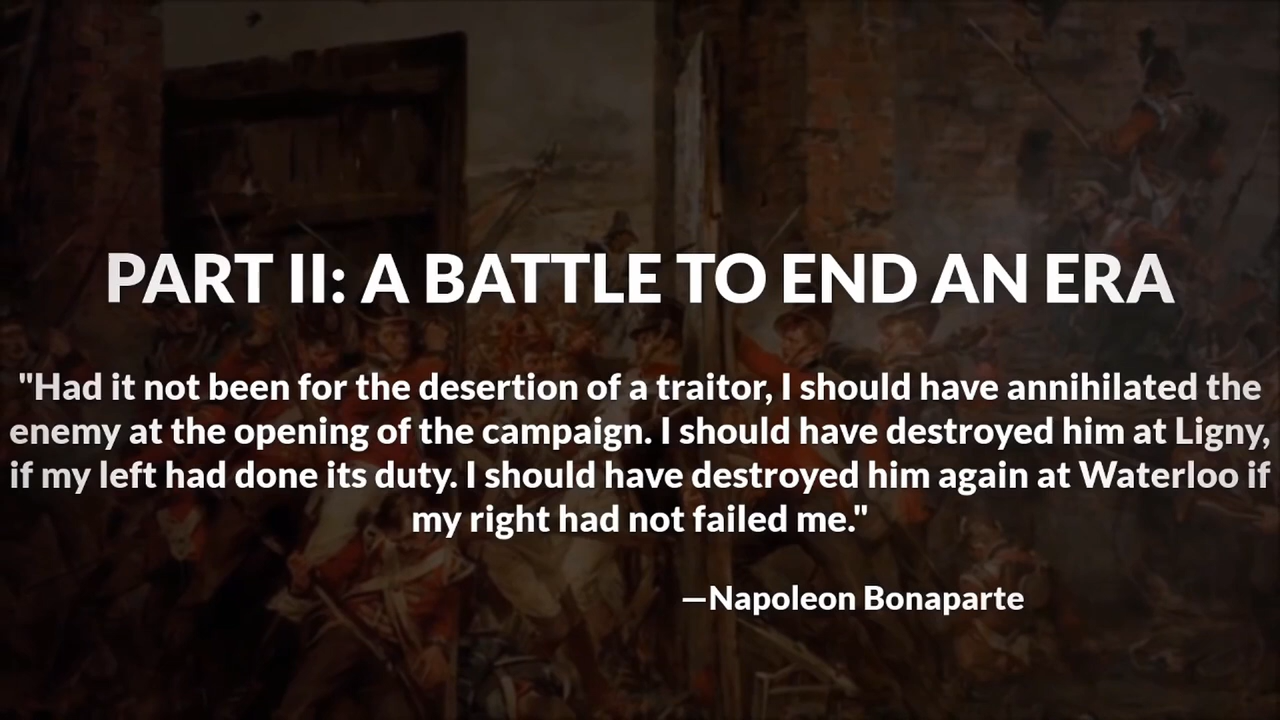 PART II: A BATTLE TO END AN ERA
"Had it not been for the desertion of a traitor, I should have annihilated the
enemy at the opening of the campaign. I should have destroyed him at Ligny,
if my left had done its duty. I should have destroyed him again at Waterloo if
my right had not failed me."
—Napoleon Bonaparte